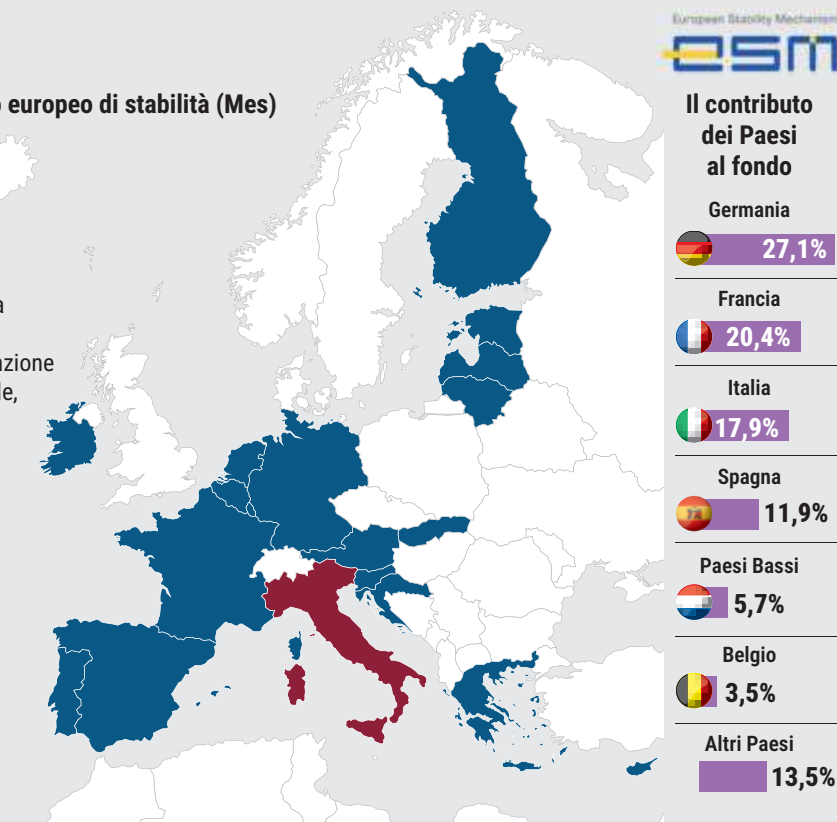 European Stability Mechanism
esm
o europeo di stabilità (Mes)
a
azione
le,
Il contributo
dei Paesi
al fondo
Germania
27,1%
Francia
20,4%
Italia
17,9%
Spagna
11,9%
Paesi Bassi
5,7%
Belgio
3,5%
Altri Paesi
13,5%